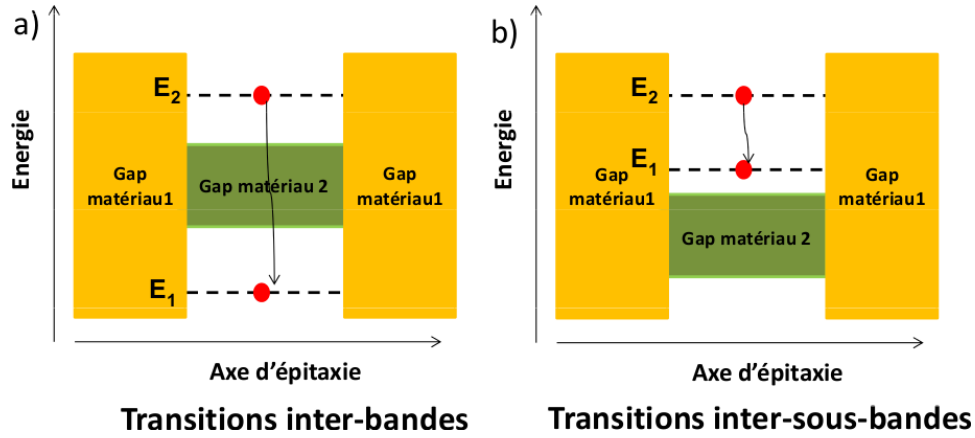 a)
Energie
E2
E1
Gap
matériau1
Gap matériau 2
Gap
matériau1
Axe d'épitaxie
Transitions inter-bandes
b)
Energie
E2
E1
Gap
matériau1
Gap matériau 2
Gap
matériau1
Axe d'épitaxie
Transitions inter-sous-bandes